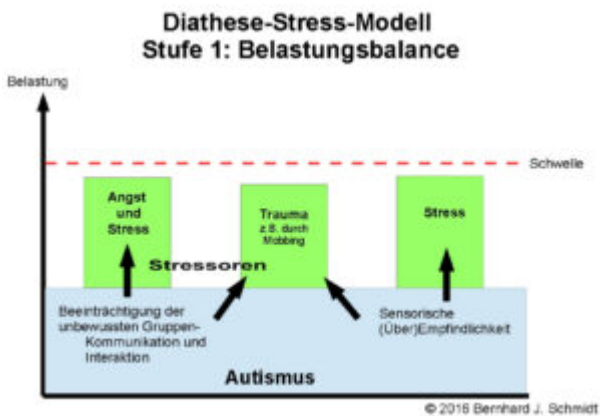 Diathese-Stress-Modell
Stufe 1: Belastungsbalance
Belastung
Schwelle
Angst
und
Stress
Trauma
z.B. durch
Mobbing
Stress
Stressoren
Beeinträchtigung der
unbewussten Gruppen-
Kommunikation und
Interaktion
Sensorische
(Über)Empfindlichkeit
Autismus
© 2016 Bernhard J. Schmidt